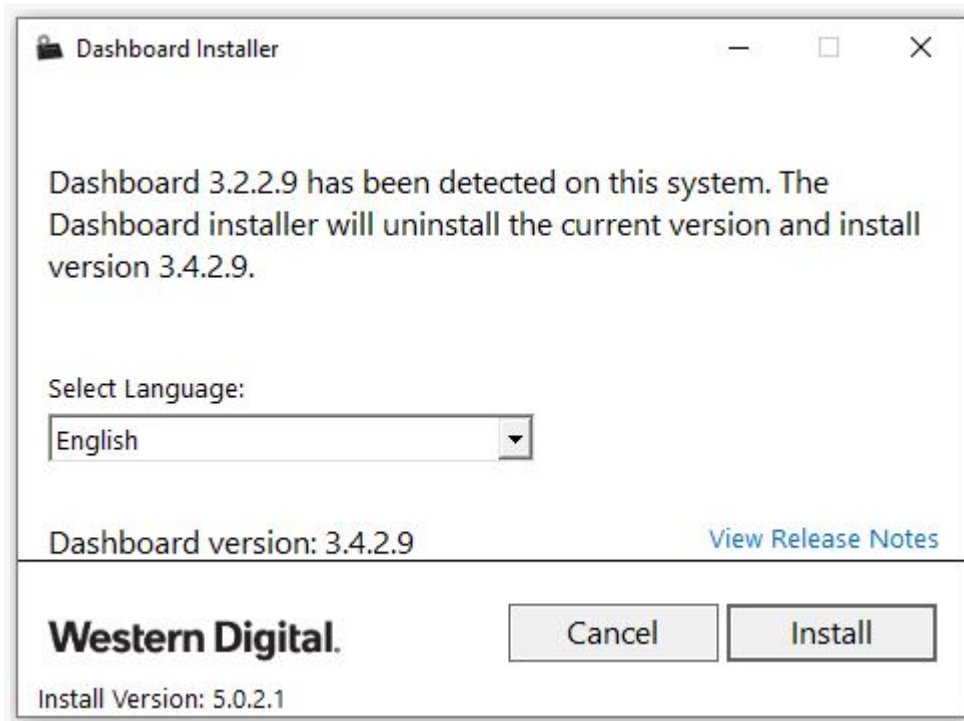 Dashboard Installer
Dashboard 3.2.2.9 has been detected on this system. The
Dashboard installer will uninstall the current version and install
version 3.4.2.9.
Select Language:
English
Dashboard version: 3.4.2.9
View Release Notes
Western Digital.
Cancel
Install
Install Version: 5.0.2.1